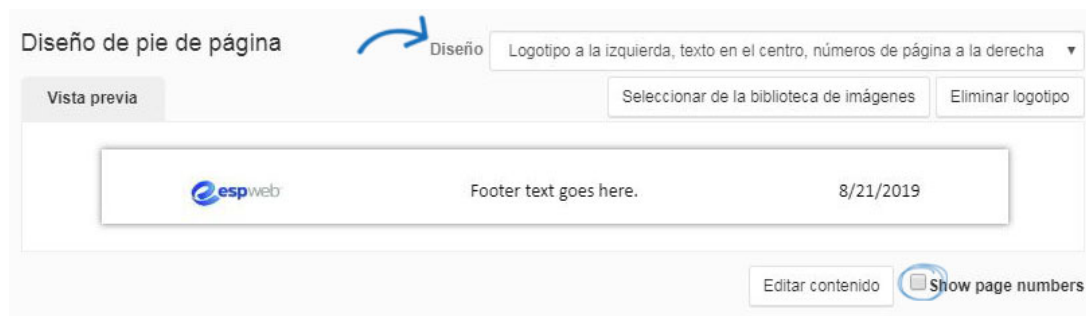 Diseño de pie de página
Diseño
Logotipo a la izquierda, texto en el centro, números de página a la derecha
Vista previa
Seleccionar de la biblioteca de imágenes
Eliminar logotipo
espweb
Footer text goes here.
8/21/2019
Editar contenido
Show page numbers